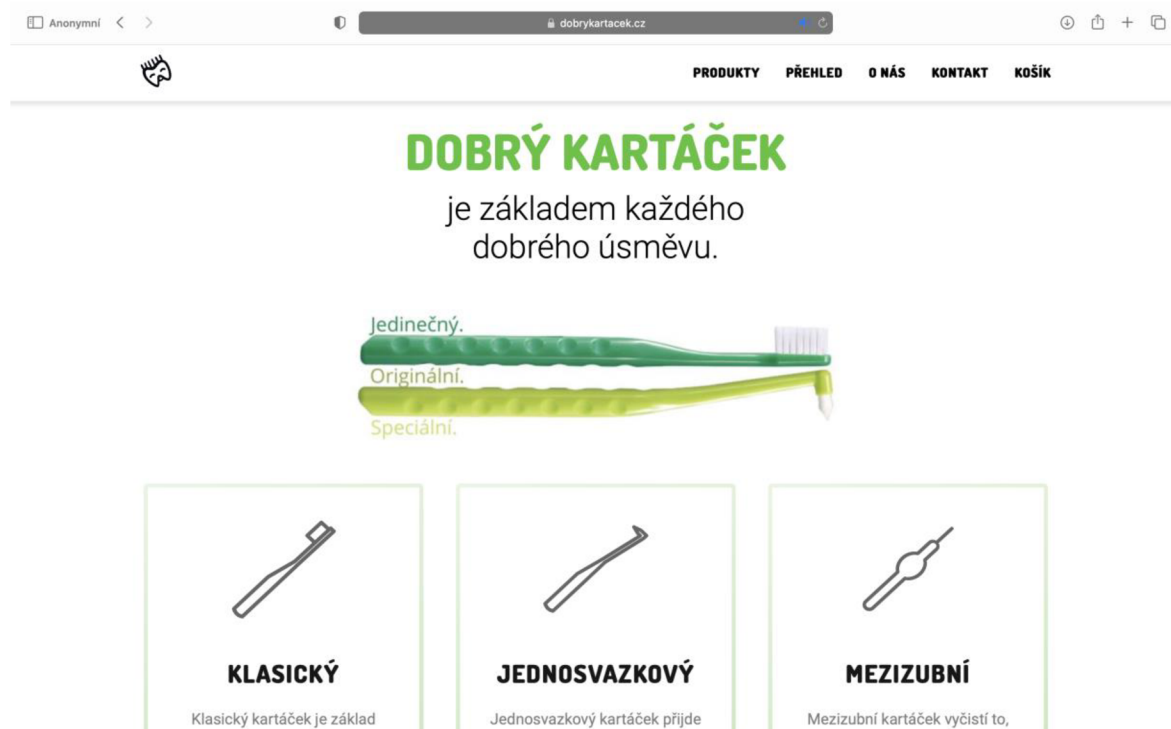 Anonymní
dobrykartacek.cz
PRODUKTY PŘEHLED O NÁS KONTAKT KOŠÍK
DOBRÝ KARTÁČEK
je základem každého
dobrého úsměvu.
Jedinečný.
Originální.
Speciální.
KLASICKÝ
Klasický kartáček je základ
JEDNOSVAZKOVÝ
Jednosvazkový kartáček přijde
MEZIZUBNÍ
Mezizubní kartáček vyčistí to,